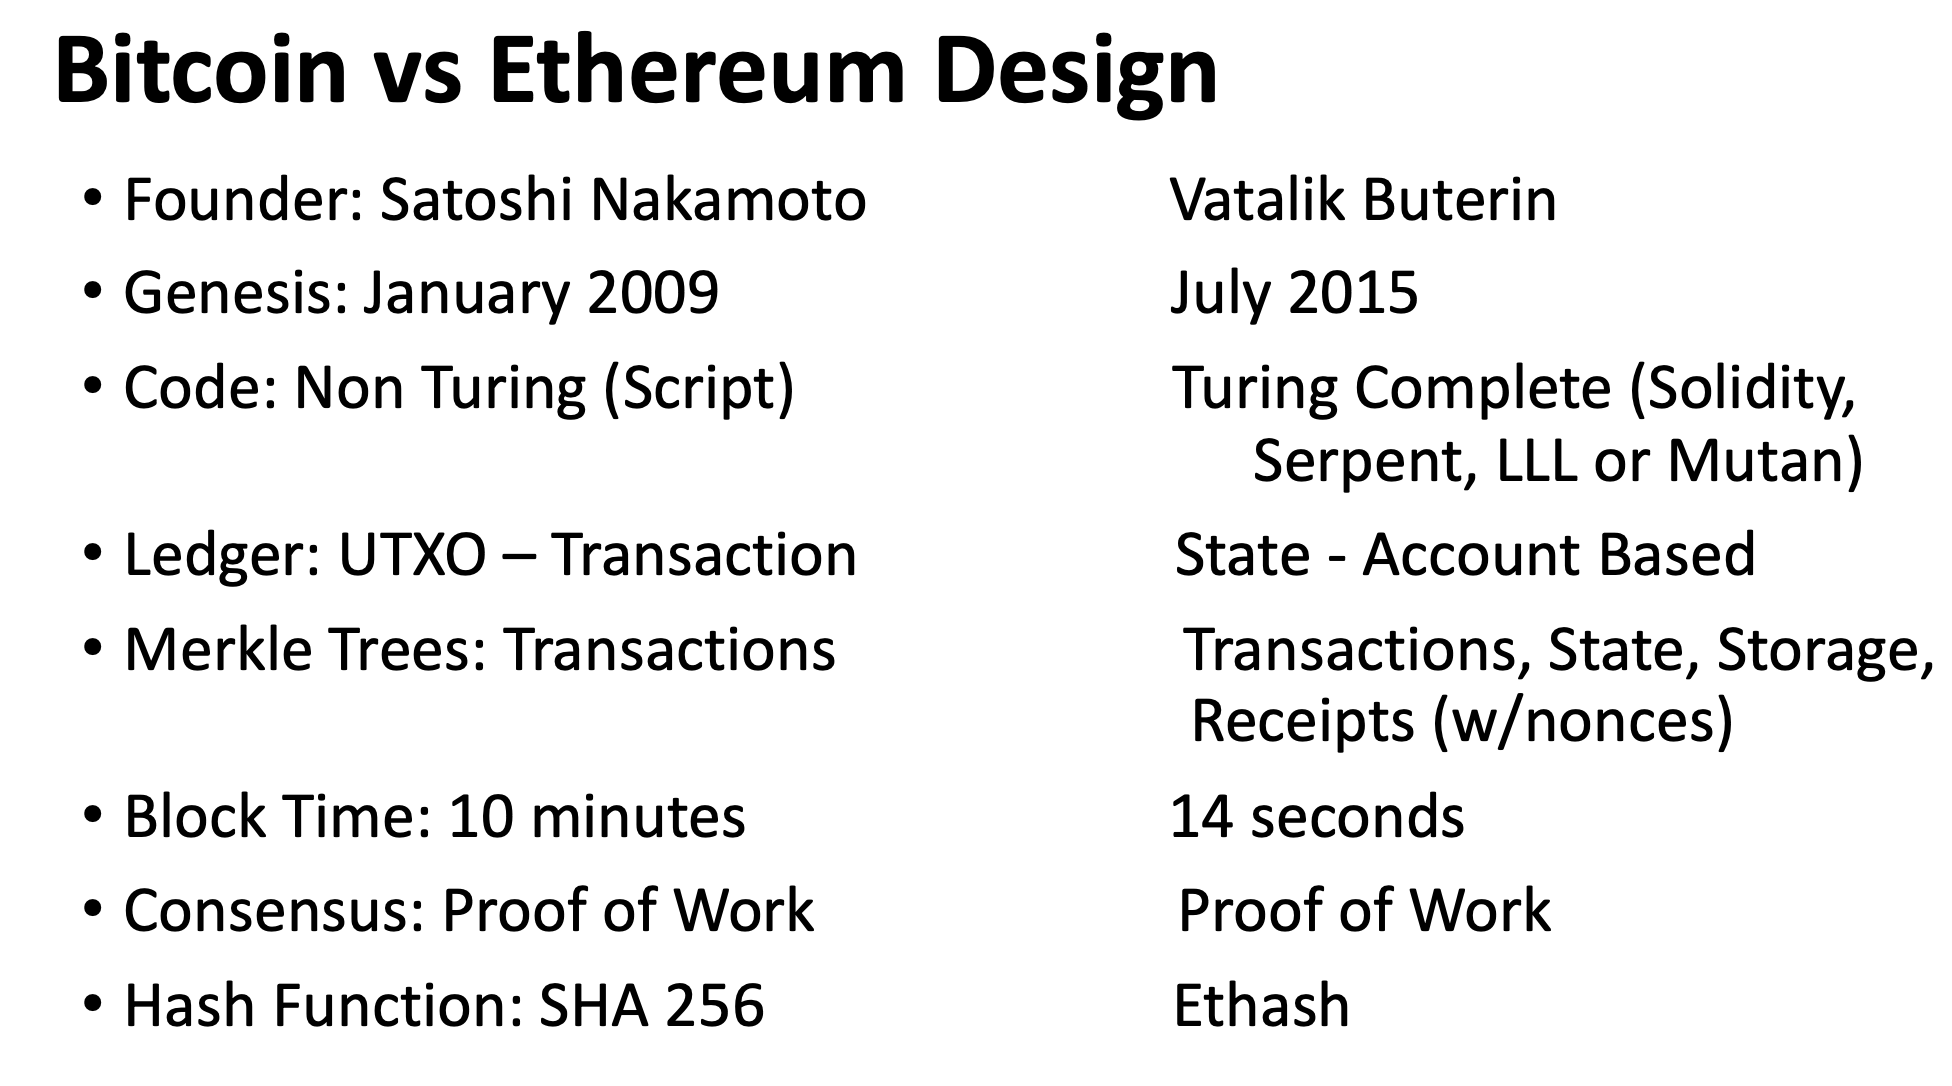 Bitcoin vs Ethereum Design
• Founder: Satoshi Nakamoto Vatalik Buterin
• Genesis: January 2009 July 2015
• Code: Non Turing (Script) Turing Complete (Solidity,
Serpent, LLL or Mutan)
• Ledger: UTXO – Transaction State - Account Based
• Merkle Trees: Transactions Transactions, State, Storage,
Receipts (w/nonces)
• Block Time: 10 minutes 14 seconds
• Consensus: Proof of Work Proof of Work
• Hash Function: SHA 256 Ethash